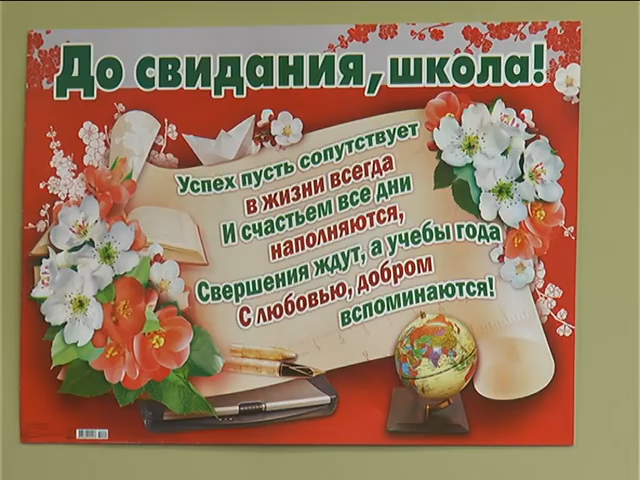 До свидания, школа!
Успех пусть сопутствует
в жизни всегда
И счастьем все дни
наполняются,
Свершения ждут, а учебы года
С любовью, добром
вспоминаются!